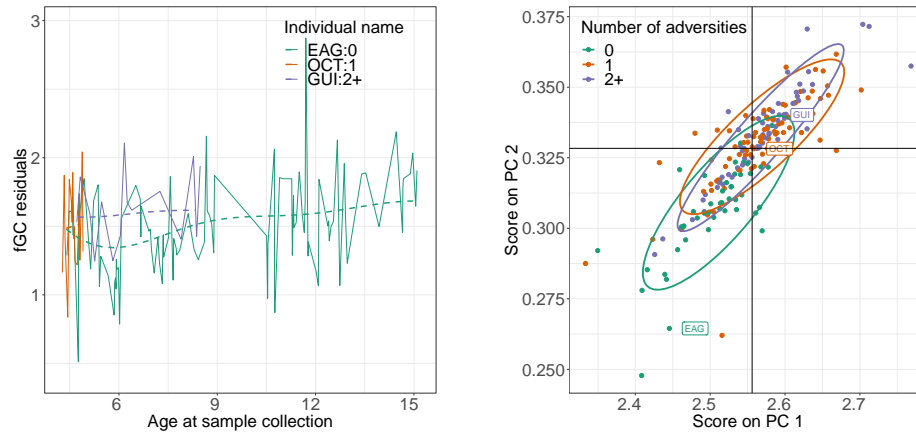 Individual name
EAG:0
OCT:1
GUI:2+
3
2
1
fGC residuals
6
9
12
15
Age at sample collection
Number of adversities
0
1
2+
0.375
0.350
0.325
0.300
0.275
0.250
Score on PC 2
GUI
OCT
EAG
2.4
2.5
2.6
2.7
Score on PC 1